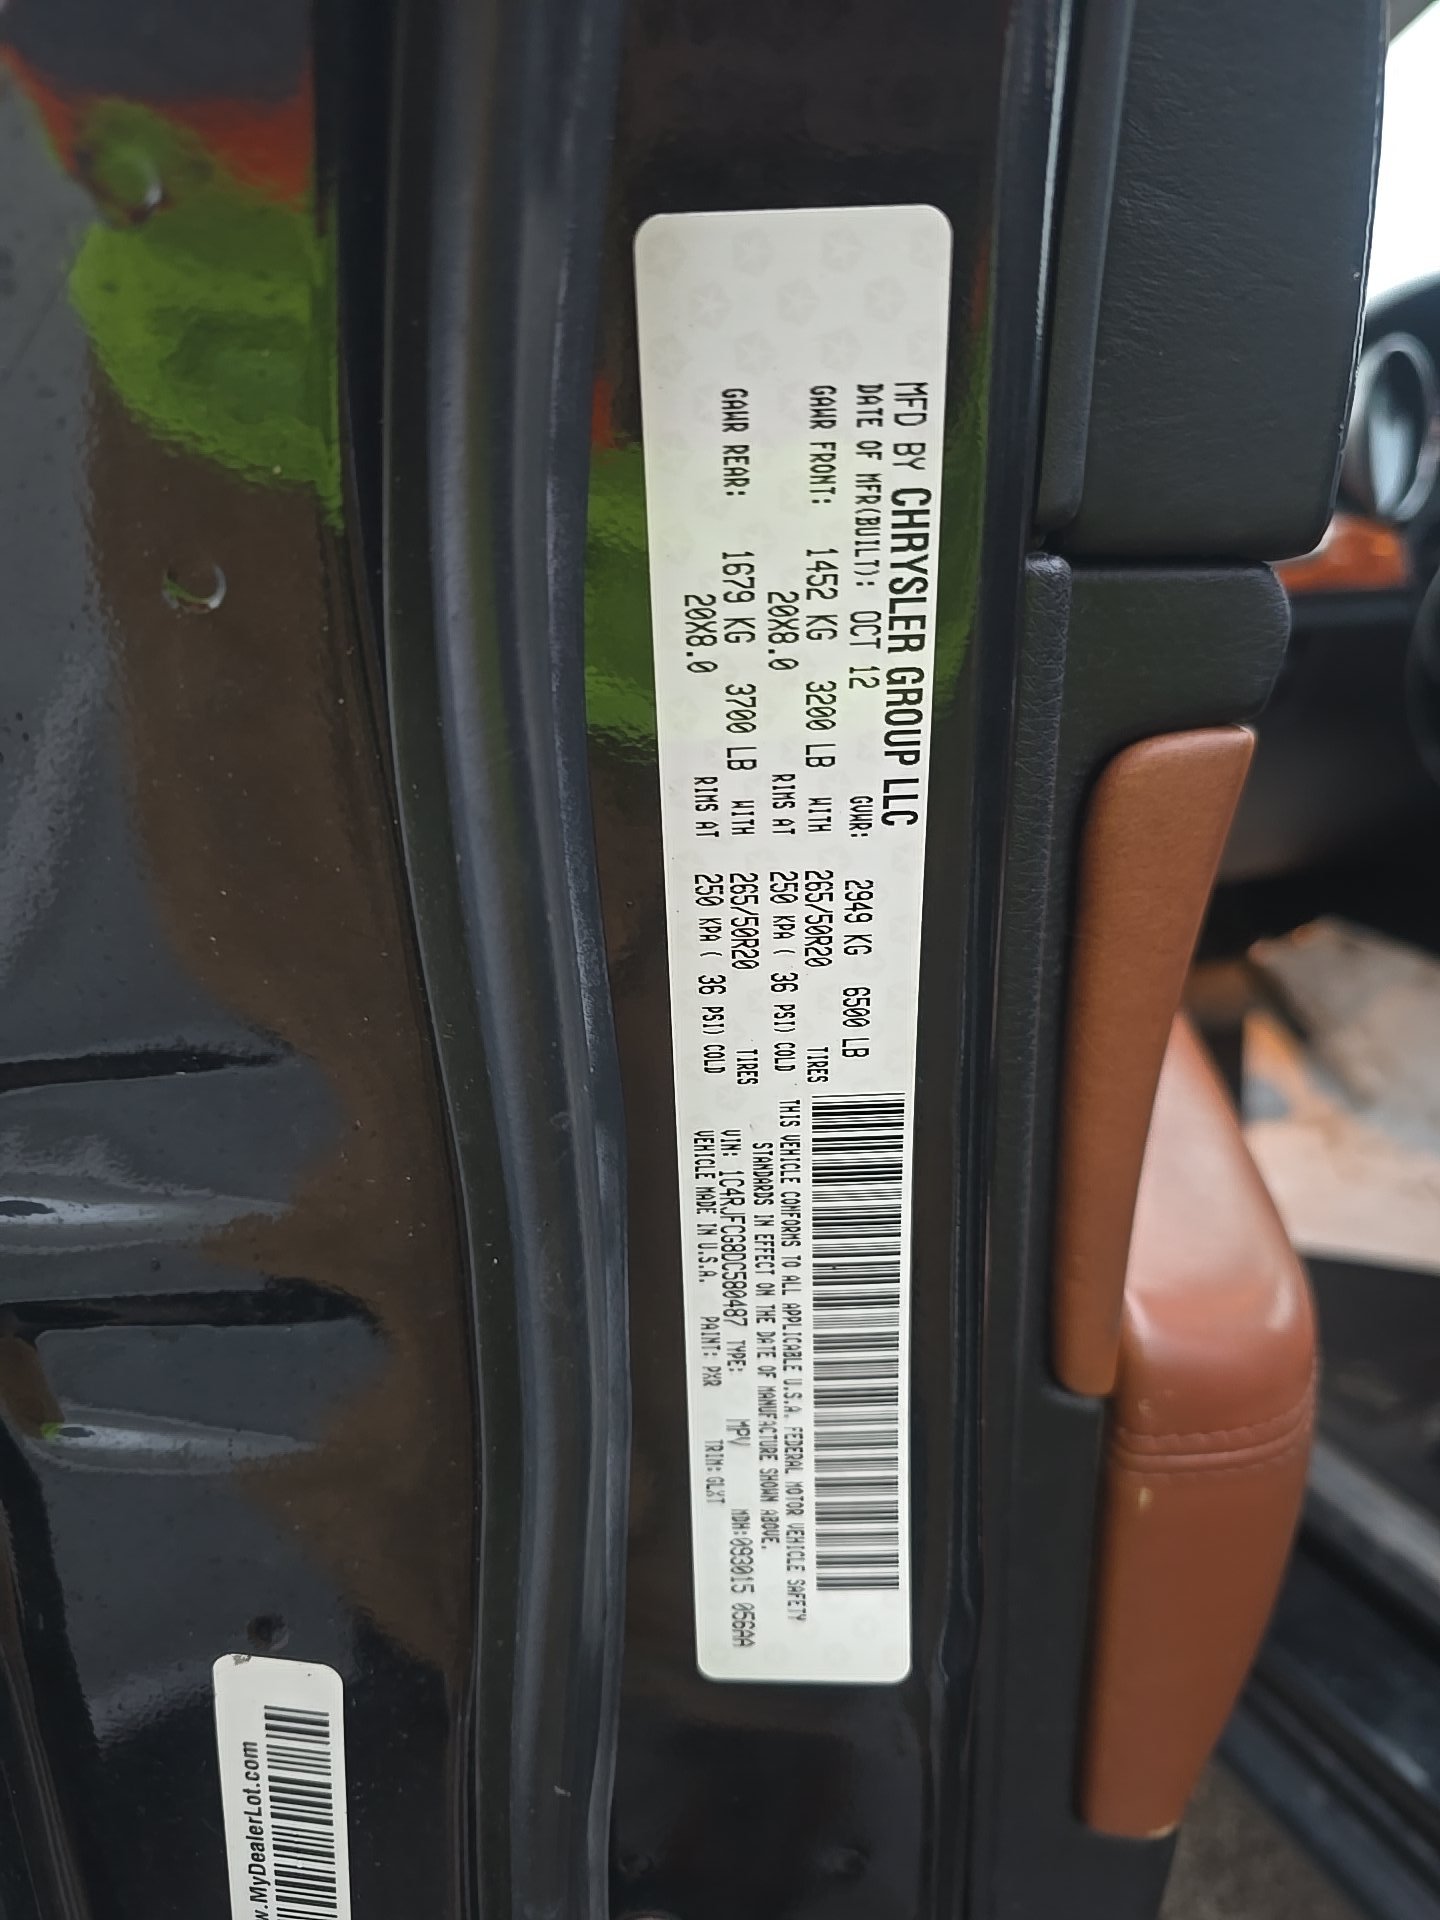 MFD BY CHRYSLER GROUP LLC
DATE OF MFR(BUILT): OCT 12 GVWR: 2949 KG 6500 LB
GAWR FRONT: 1452 KG 3200 LB WITH 265/50R20 TIRES
20X8.0 RIMS AT 250 KPA ( 36 PSI) COLD
GAWR REAR: 1679 KG 3700 LB WITH 265/50R20 TIRES
20X8.0 RIMS AT 250 KPA ( 36 PSI) COLD
THIS VEHICLE CONFORMS TO ALL APPLICABLE U.S.A. FEDERAL MOTOR VEHICLE SAFETY
STANDARDS IN EFFECT ON THE DATE OF MANUFACTURE SHOWN ABOVE.
VIN: 1C4RJFCG8DC580487 TYPE: MPV MDH:093015 056AA
VEHICLE MADE IN U.S.A. PAINT: PXR TRIM: GLXT
w.MyDealerLot.com